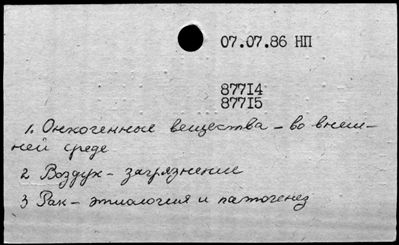 07.07.86 НП
87714
87715
1. Онкогенные вещества – во внеш-
ней среде
2 Воздух – загрязнение
3 Рак – этиология и патогенез